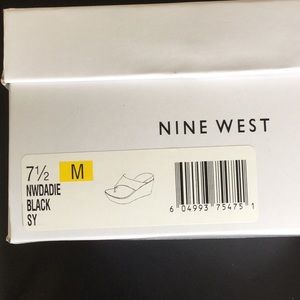 NINE WEST
7½ M
NWDADIE
BLACK
SY
6 04993 75475 1